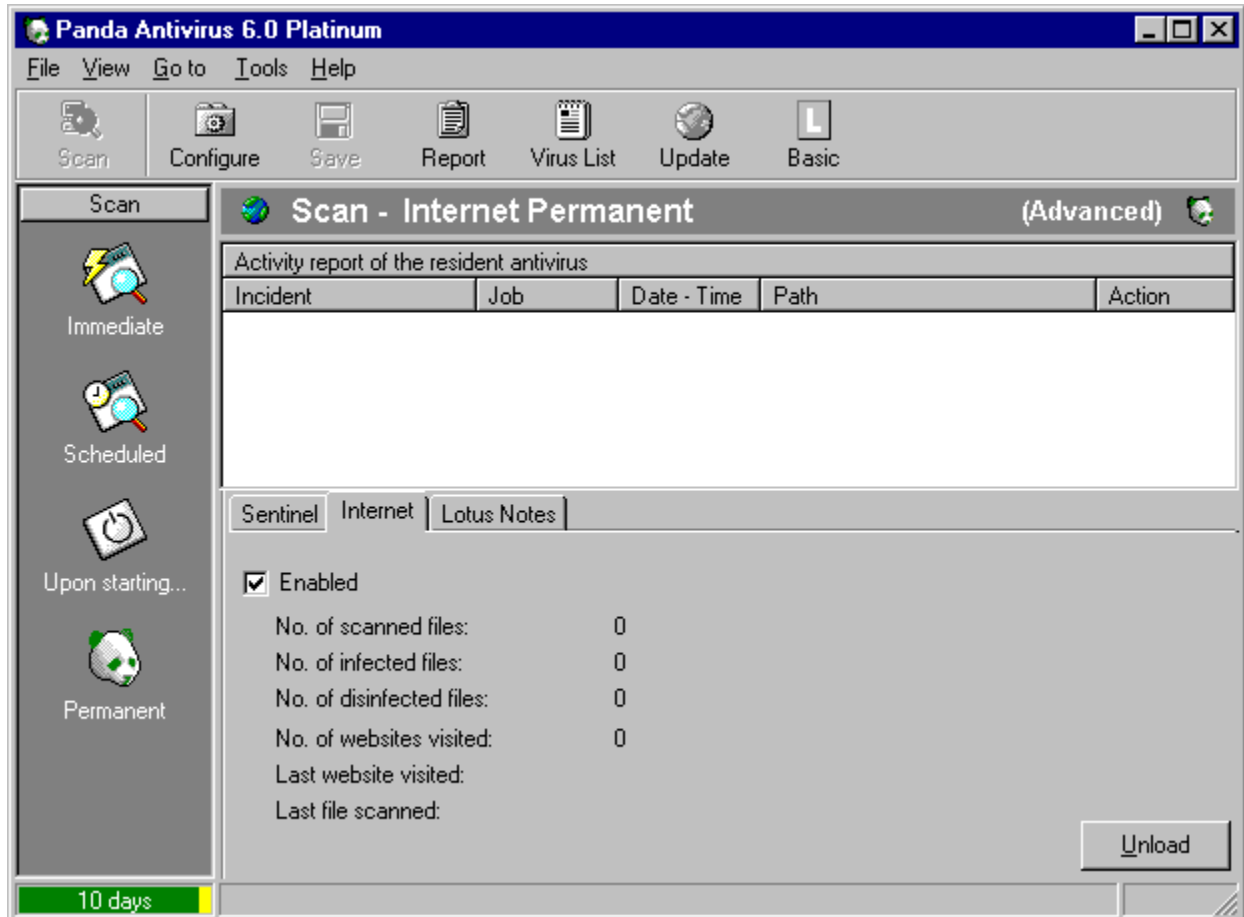 Panda Antivirus 6.0 Platinum
File View Go to Tools Help
Scan Configure Save Report Virus List Update L Basic
Scan
Scan - Internet Permanent (Advanced)
Activity report of the resident antivirus
Incident Job Date - Time Path Action
Immediate
Scheduled
Upon starting...
Permanent
Sentinel Internet Lotus Notes
Enabled
No. of scanned files: 0
No. of infected files: 0
No. of disinfected files: 0
No. of websites visited: 0
Last website visited:
Last file scanned:
Unload
10 days